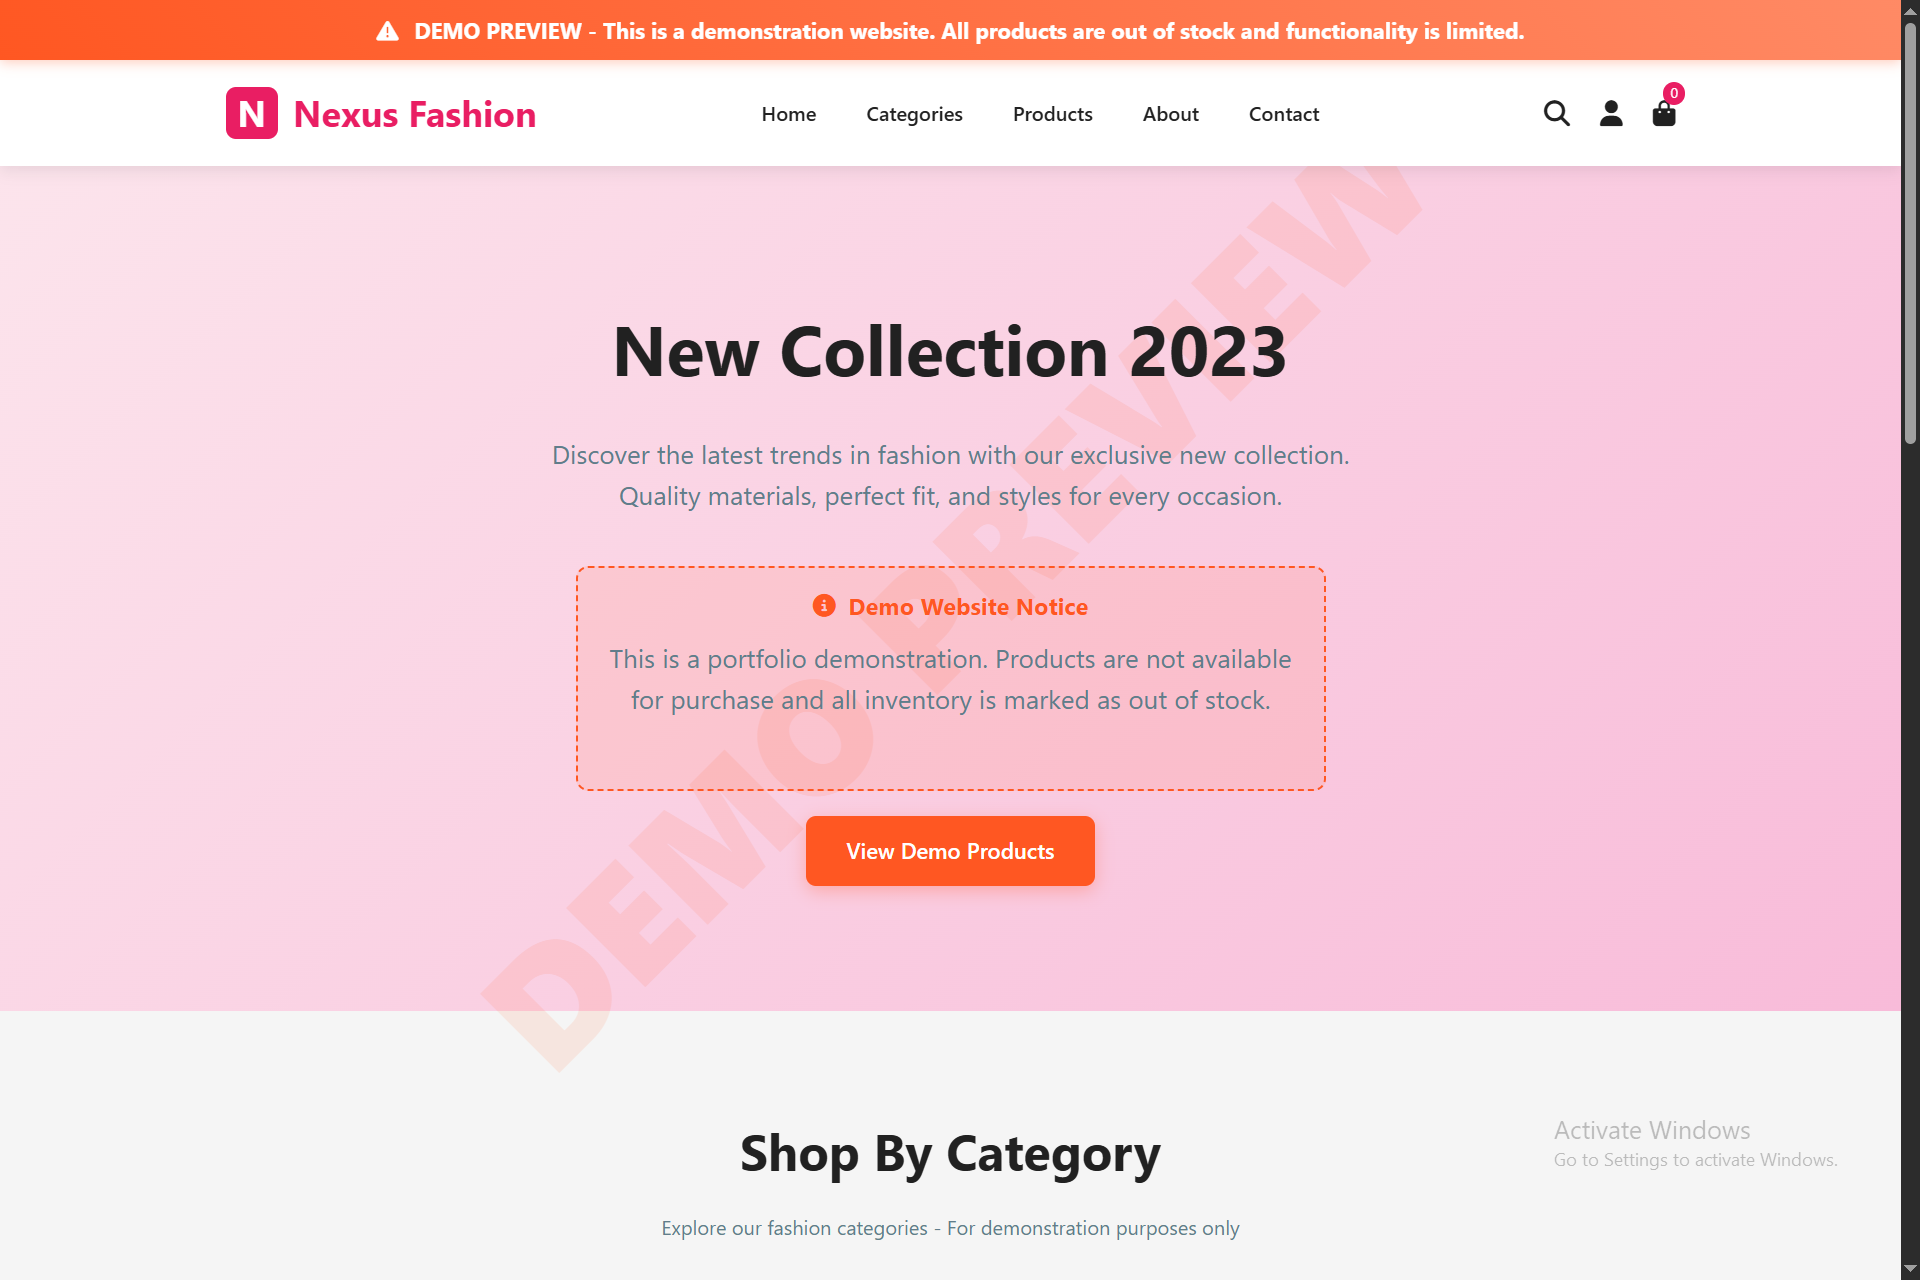 DEMO PREVIEW - This is a demonstration website. All products are out of stock and functionality is limited.
N Nexus Fashion
Home Categories Products About Contact
0
New Collection 2023
Discover the latest trends in fashion with our exclusive new collection.
Quality materials, perfect fit, and styles for every occasion.
Demo Website Notice
This is a portfolio demonstration. Products are not available
for purchase and all inventory is marked as out of stock.
View Demo Products
DEMO PREVIEW
Shop By Category
Explore our fashion categories - For demonstration purposes only
Activate Windows
Go to Settings to activate Windows.